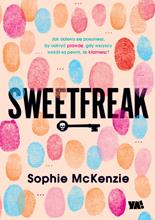 Jak daleko się posuniesz,
by odkryć prawdę, gdy wszyscy
wokół są pewni, że kłamiesz?
SWEETFREAK
Sophie McKenzie
YA!